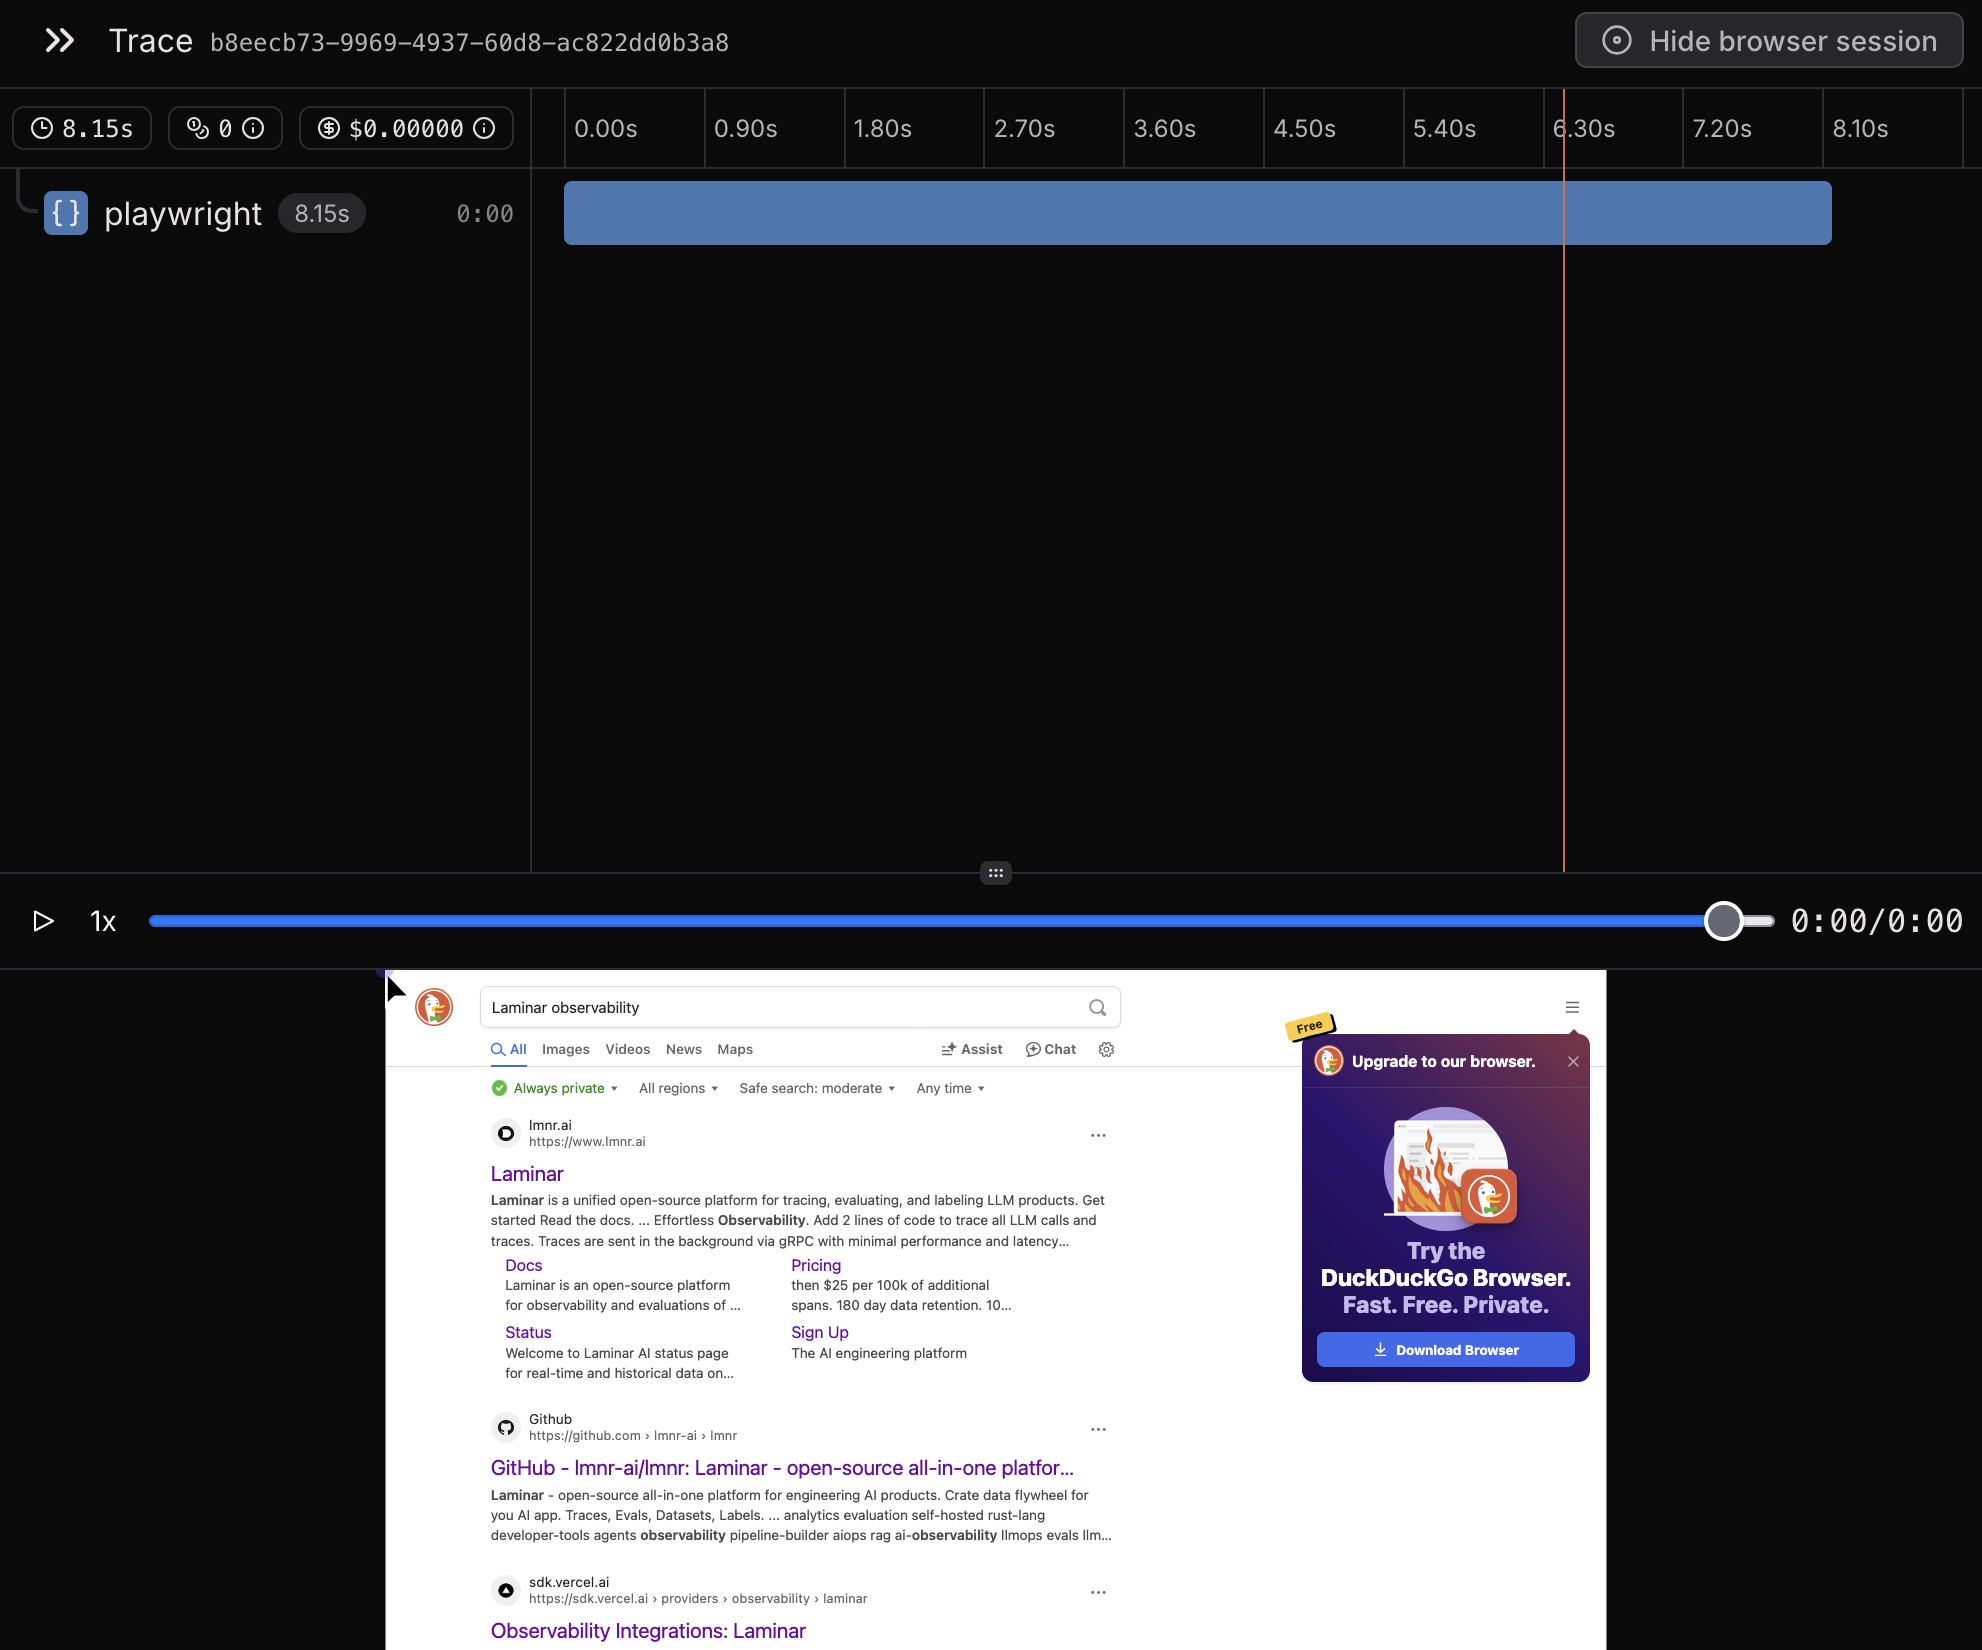 Trace b8eecb73-9969-4937-60d8-ac822dd0b3a8
Hide browser session
8.15s
0
$0.00000
0.00s 0.90s 1.80s 2.70s 3.60s 4.50s 5.40s 6.30s 7.20s 8.10s
{} playwright 8.15s 0:00
1x
0:00/0:00
Laminar observability
All Images Videos News Maps Assist Chat
Always private All regions Safe search: moderate Any time
lmnr.ai
https://www.lmnr.ai
Laminar
Laminar is a unified open-source platform for tracing, evaluating, and labeling LLM products. Get
started Read the docs. ... Effortless Observability. Add 2 lines of code to trace all LLM calls and
traces. Traces are sent in the background via gRPC with minimal performance and latency...
Docs
Laminar is an open-source platform
for observability and evaluations of ...
Pricing
then $25 per 100k of additional
spans. 180 day data retention. 10...
Status
Welcome to Laminar AI status page
for real-time and historical data on...
Sign Up
The AI engineering platform
Github
https://github.com › lmnr-ai › lmnr
GitHub - lmnr-ai/lmnr: Laminar - open-source all-in-one platfor...
Laminar - open-source all-in-one platform for engineering AI products. Crate data flywheel for
you AI app. Traces, Evals, Datasets, Labels. ... analytics evaluation self-hosted rust-lang
developer-tools agents observability pipeline-builder aiops rag ai-observability llmops evals llm...
sdk.vercel.ai
https://sdk.vercel.ai › providers › observability › laminar
Observability Integrations: Laminar
Free
Upgrade to our browser.
Try the
DuckDuckGo Browser.
Fast. Free. Private.
Download Browser